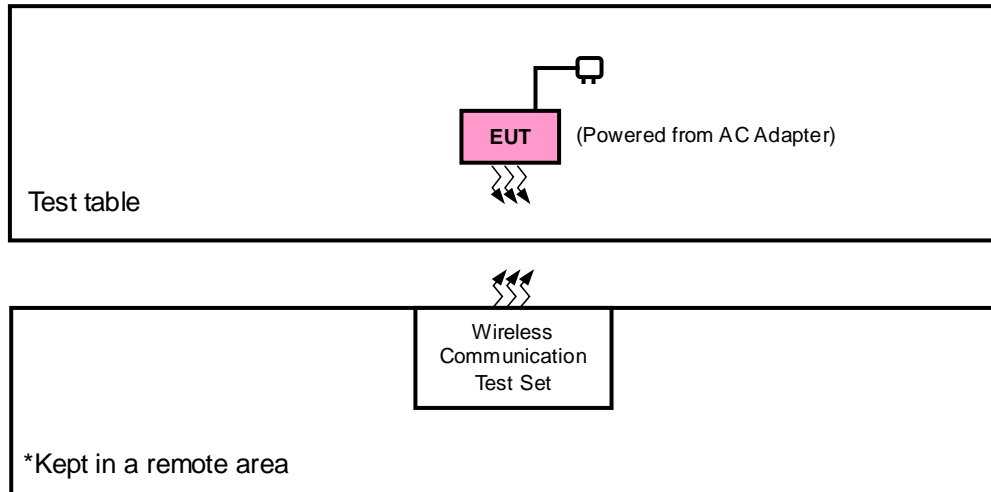 EUT
(Powered from AC Adapter)
Test table
Wireless
Communication
Test Set
*Kept in a remote area